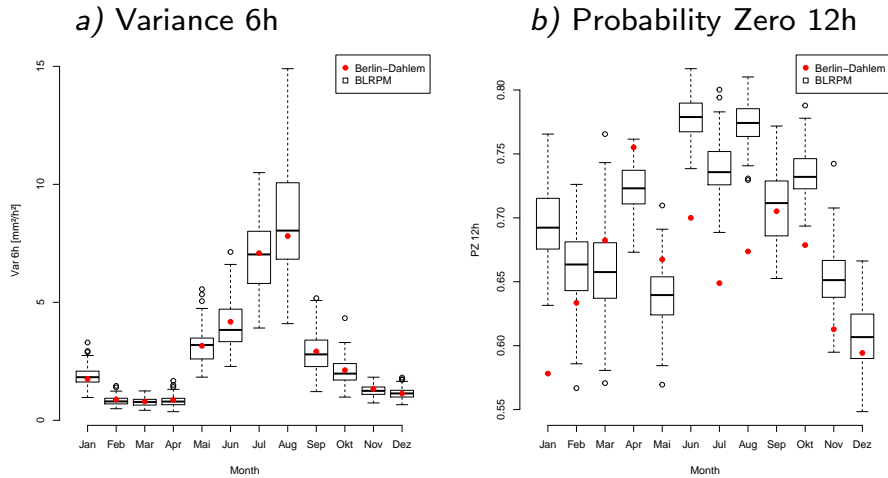 a) Variance 6h
Berlin−Dahlem
BLRPM
Var 6h [mm²/h²]
15
10
5
0
Jan Feb Mar Apr Mai Jun Jul Aug Sep Okt Nov Dez
Month
b) Probability Zero 12h
Berlin−Dahlem
BLRPM
PZ 12h
0.80
0.75
0.70
0.65
0.60
0.55
Jan Feb Mar Apr Mai Jun Jul Aug Sep Okt Nov Dez
Month